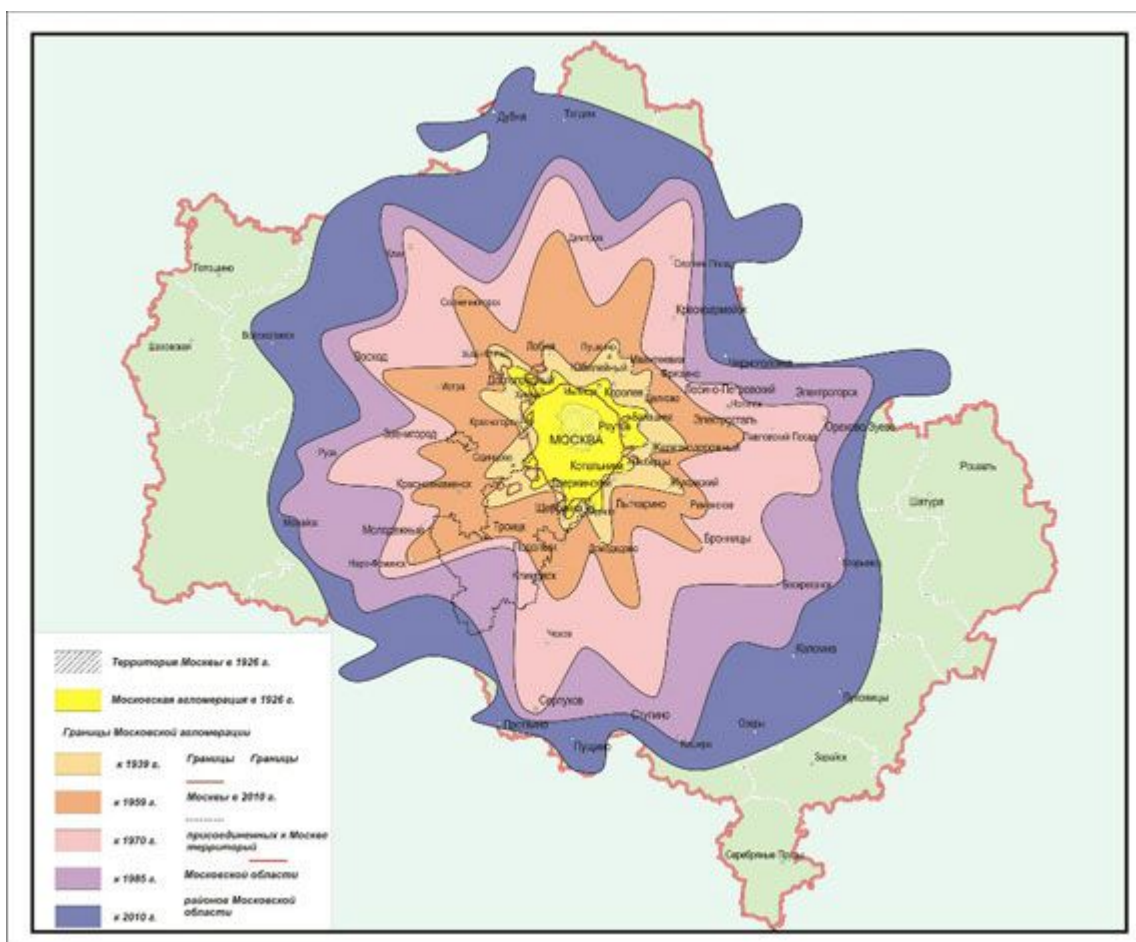 Дубна
Талдом
Дмитров
Клин
Сергиев Посад
Лотошино
Солнечногорск
Красноармейск
Шаховская
Волоколамск
Восход
Лобня
Пушкино
Ивантеевка
Черноголовка
Юбилейный
Фрязино
Истра
Долгопрудный
Химки
Мытищи
Королев
Щелково
Лосино-Петровский
Электрогорск
Ногинск
Красногорск
Реутов
Балашиха
Электросталь
Орехово-Зуево
Звенигород
МОСКВА
Павловский Посад
Руза
Одинцово
Котельники
Люберцы
Железнодорожный
Рошаль
Краснознаменск
Дзержинский
Жуковский
Шатура
Можайск
Молодежный
Троицк
Щербинка
Видное
Лыткарино
Раменское
Наро-Фоминск
Подольск
Домодедово
Бронницы
Егорьевск
Климовск
Воскресенск
Чехов
Коломна
Серпухов
Ступино
Луховицы
Протвино
Пущино
Кашира
Озеры
Зарайск
Серебряные Пруды
Территория Москвы в 1926 г.
Московская агломерация в 1926 г.
Границы Московской агломерации
к 1939 г.
к 1959 г.
к 1970 г.
к 1985 г.
к 2010 г.
Границы Границы
Москвы в 2010 г.
присоединенных к Москве
территорий
Московской области
районов Московской
области